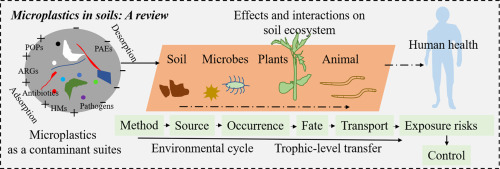 Microplastics in soils: A review
Effects and interactions on
soil ecosystem
Human health
POPs
PAEs
Desorption
ARGs
Antibiotics
HMs
Pathogens
Adsorption
Soil
Microbes
Plants
Animal
Microplastics
as a contaminant suites
Method
Source
Occurrence
Fate
Transport
Exposure risks
Environmental cycle
Trophic-level transfer
Control